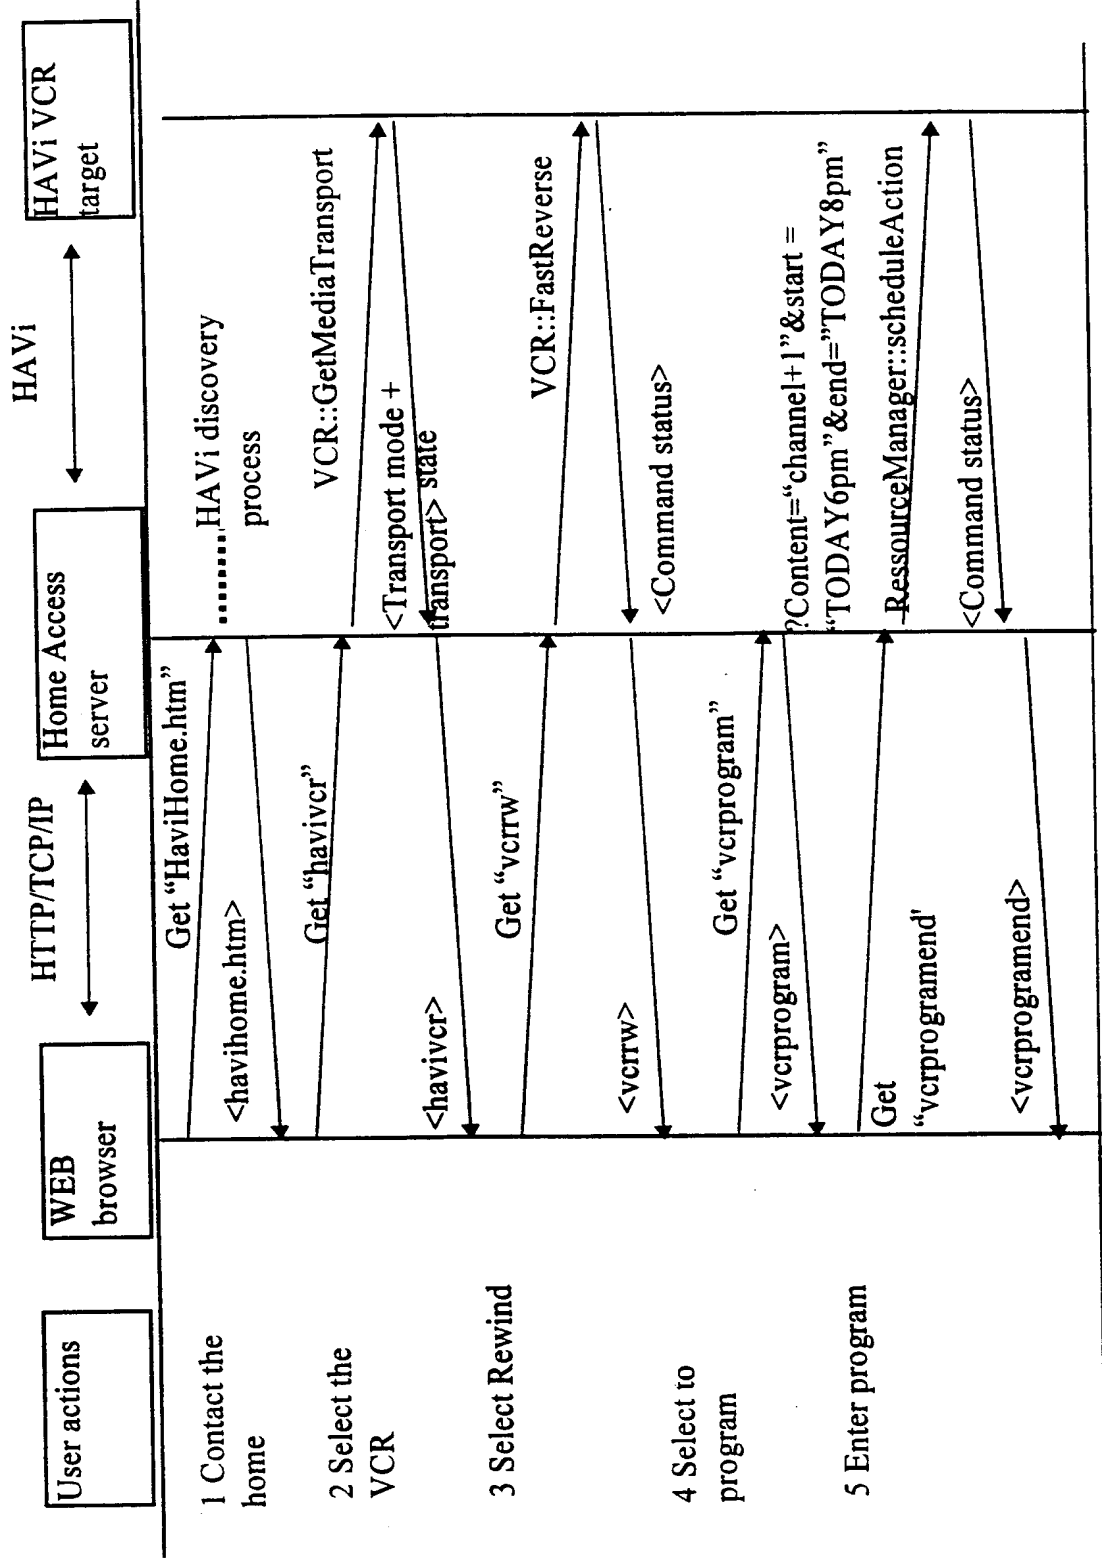 HTTP/TCP/IP
HAVi
User actions
WEB
browser
Home Access
server
HAVi VCR
target
1 Contact the
home
Get “HaviHome.htm”
<havihome.htm>
HAVi discovery
process
2 Select the
VCR
Get “havivcr”
VCR::GetMediaTransport
<Transport mode +
transport> state
<havivcr>
3 Select Rewind
Get “vcrrw”
VCR::FastReverse
<Command status>
<vcrrw>
4 Select to
program
Get “vcrprogram”
<vcrprogram>
?Content=“channel+1”&start =
“TODAY6pm”&end=”TODAY8pm”
5 Enter program
Get
“vcrprogramend'
RessourceManager::scheduleAction
<Command status>
<vcrprogramend>